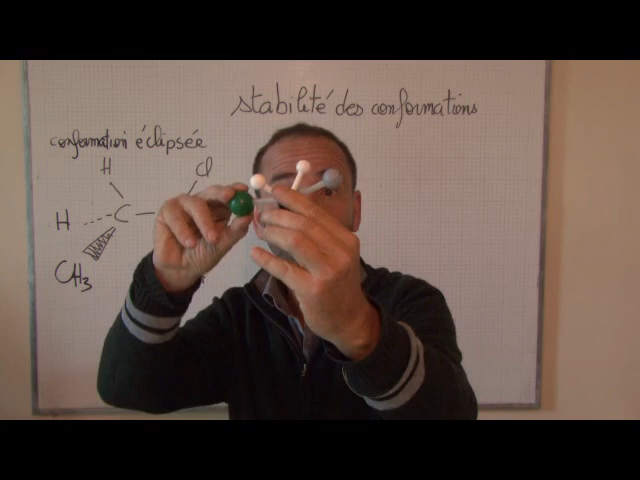 stabilité des conformations
conformation éclipsée
H Cl
H C
CH3